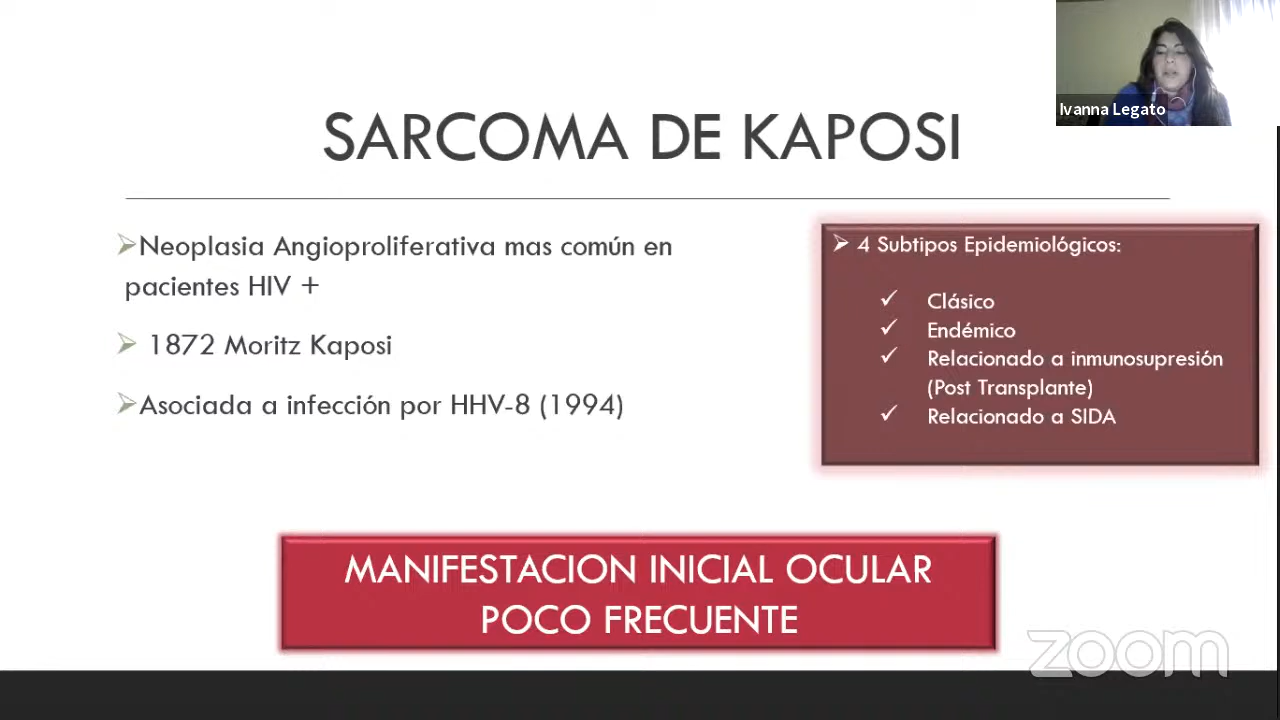 Ivanna Legato
SARCOMA DE KAPOSI
Neoplasia Angioproliferativa mas común en
pacientes HIV +
1872 Moritz Kaposi
Asociada a infección por HHV-8 (1994)
4 Subtipos Epidemiológicos:
Clásico
Endémico
Relacionado a inmunosupresión
(Post Transplante)
Relacionado a SIDA
MANIFESTACION INICIAL OCULAR
POCO FRECUENTE
zoom